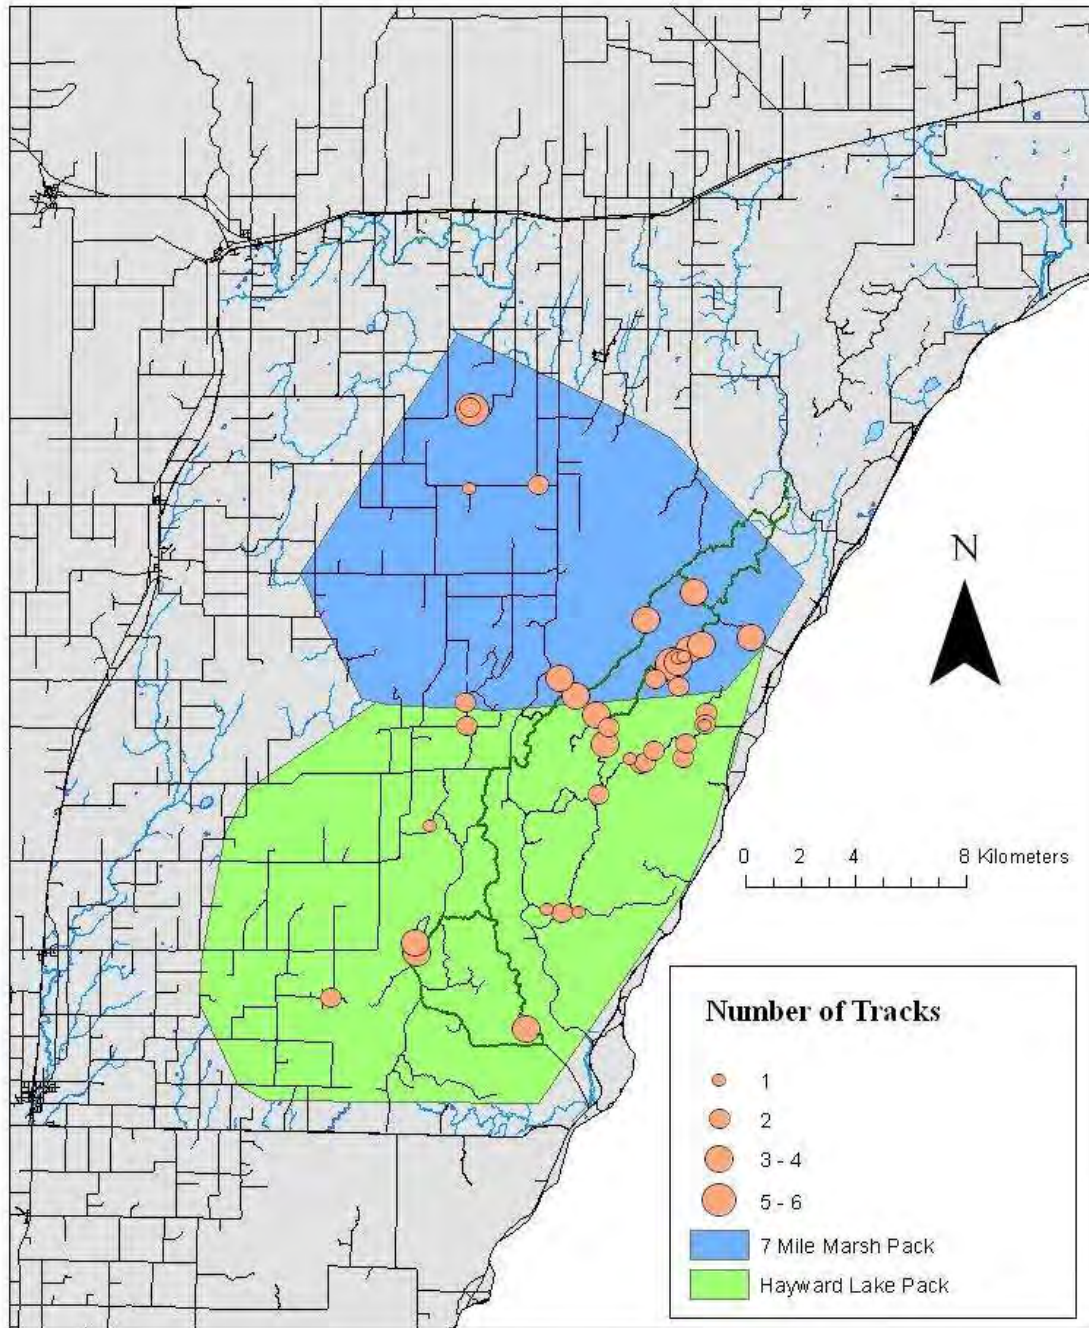 N
0 2 4 8 Kilometers
Number of Tracks
1
2
3 - 4
5 - 6
7 Mile Marsh Pack
Hayward Lake Pack